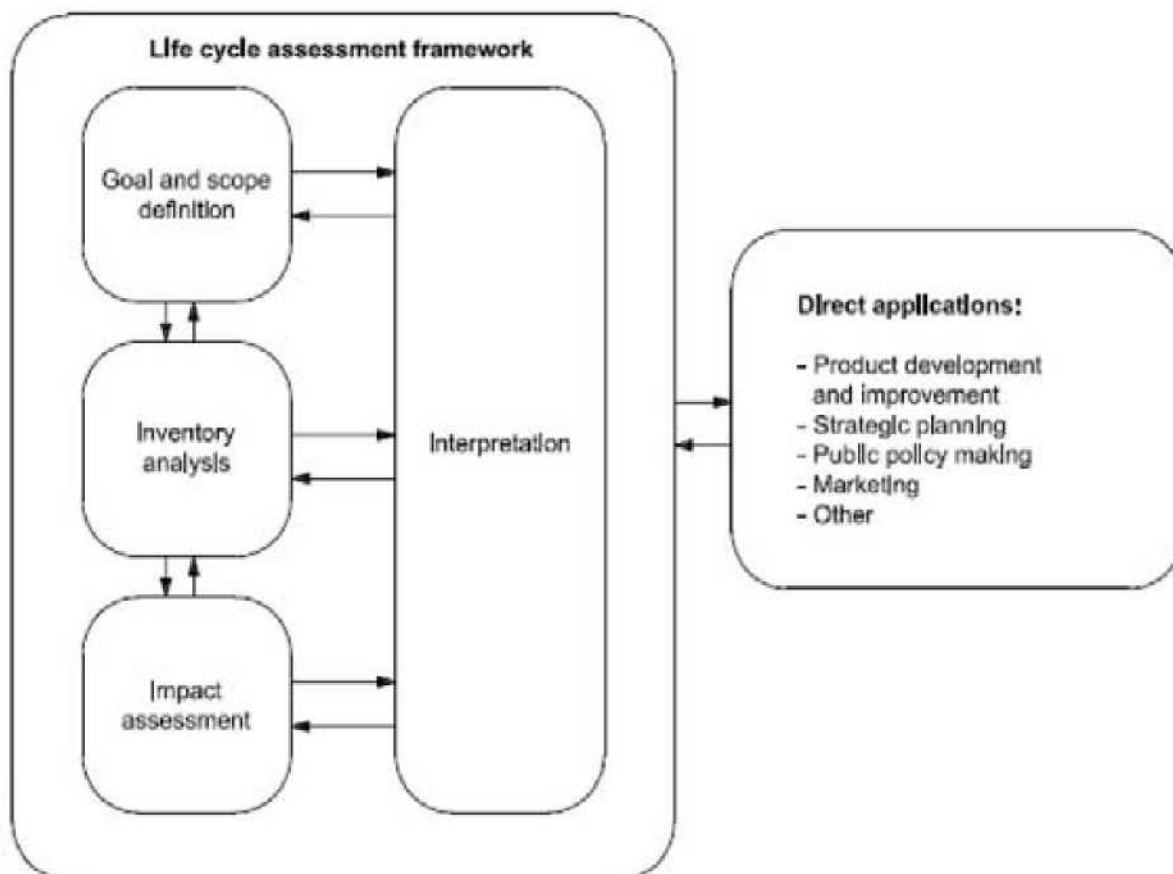 Life cycle assessment framework
Goal and scope
definition
Inventory
analysis
Impact
assessment
Interpretation
Direct applications:
- Product development
and improvement
- Strategic planning
- Public policy making
- Marketing
- Other